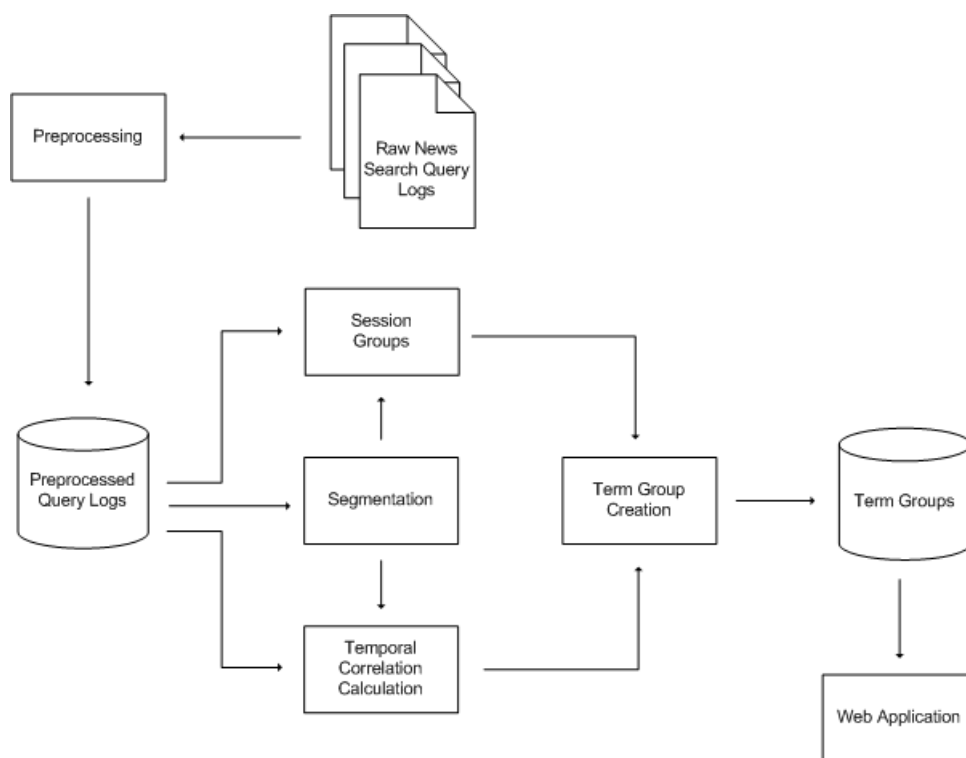 Preprocessing
Raw News
Search Query
Logs
Session
Groups
Preprocessed
Query Logs
Segmentation
Term Group
Creation
Term Groups
Temporal
Correlation
Calculation
Web Application